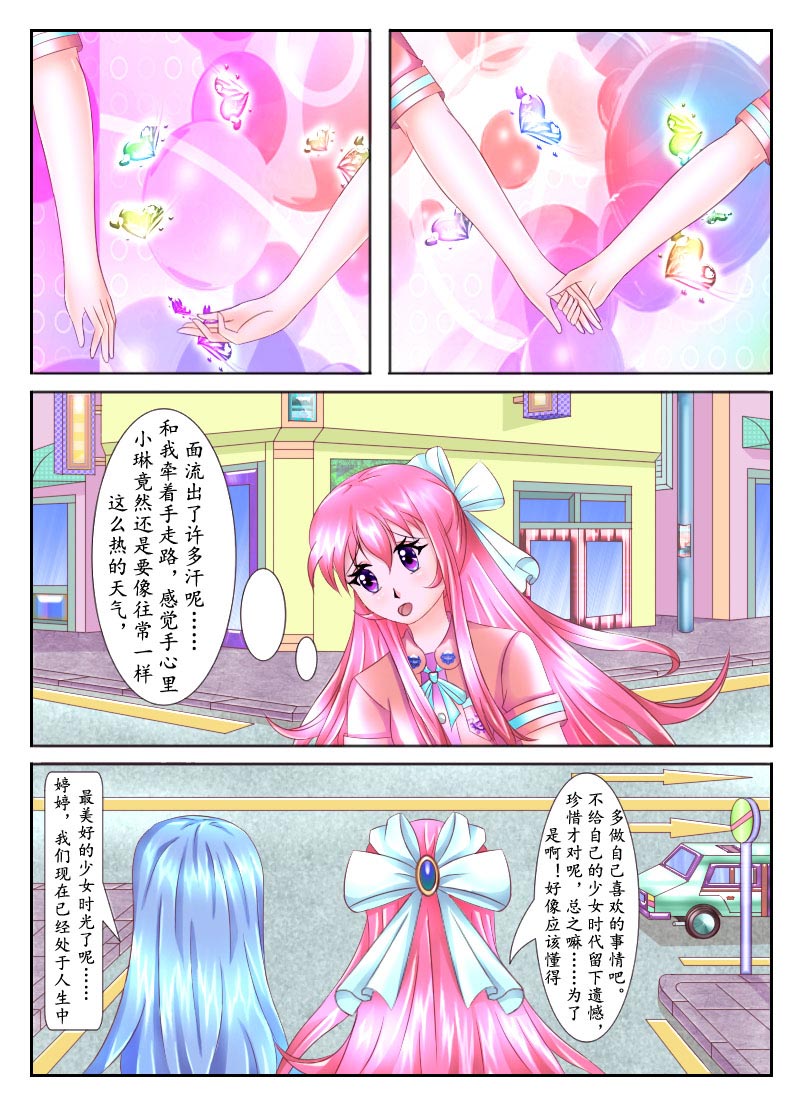 这么热的天气，
小琳竟然还是要像往常一样
和我牵着手走路，感觉手心里
面流出了许多汗呢……
婷婷，我们现在已经处于人生中
最美好的少女时光了呢……
是啊！好像应该懂得
珍惜才对呢，总之嘛……为了
不给自己的少女时代留下遗憾，
多做自己喜欢的事情吧。